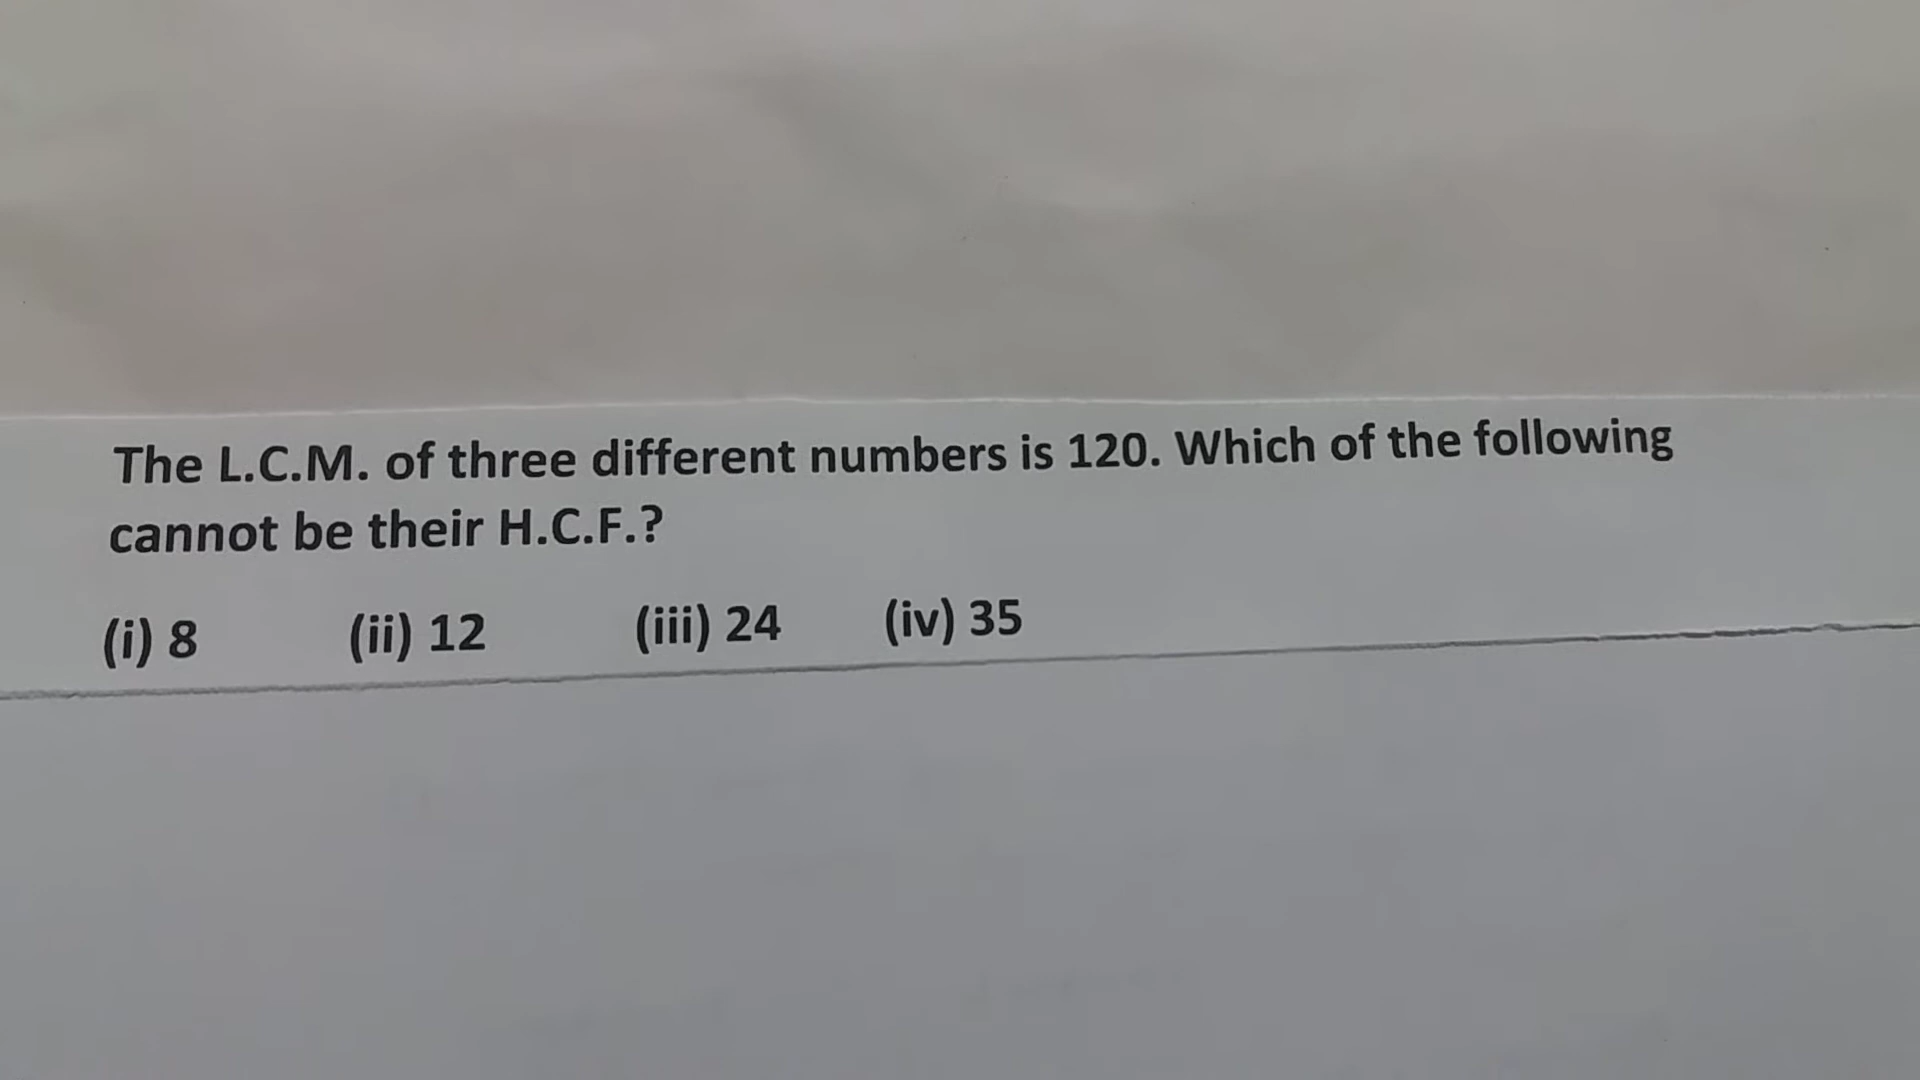 The L.C.M. of three different numbers is 120. Which of the following
cannot be their H.C.F.?
(i) 8 (ii) 12 (iii) 24 (iv) 35